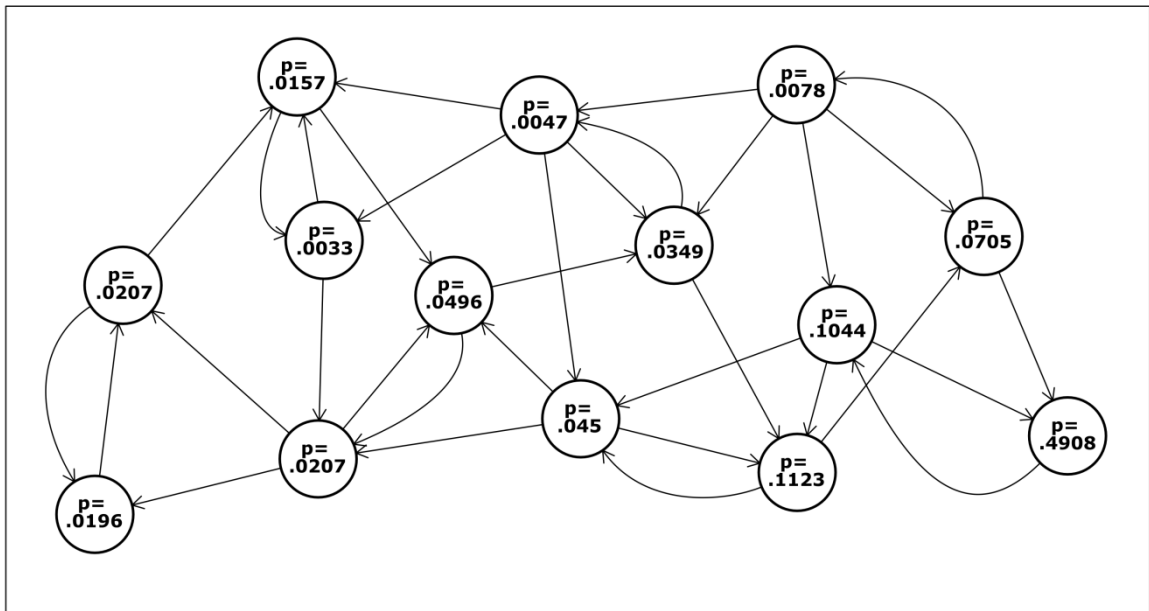 p=
.0157
p=
.0047
p=
.0078
p=
.0033
p=
.0349
p=
.0705
p=
.0207
p=
.0496
p=
.1044
p=
.0207
p=
.045
p=
.1123
p=
.4908
p=
.0196